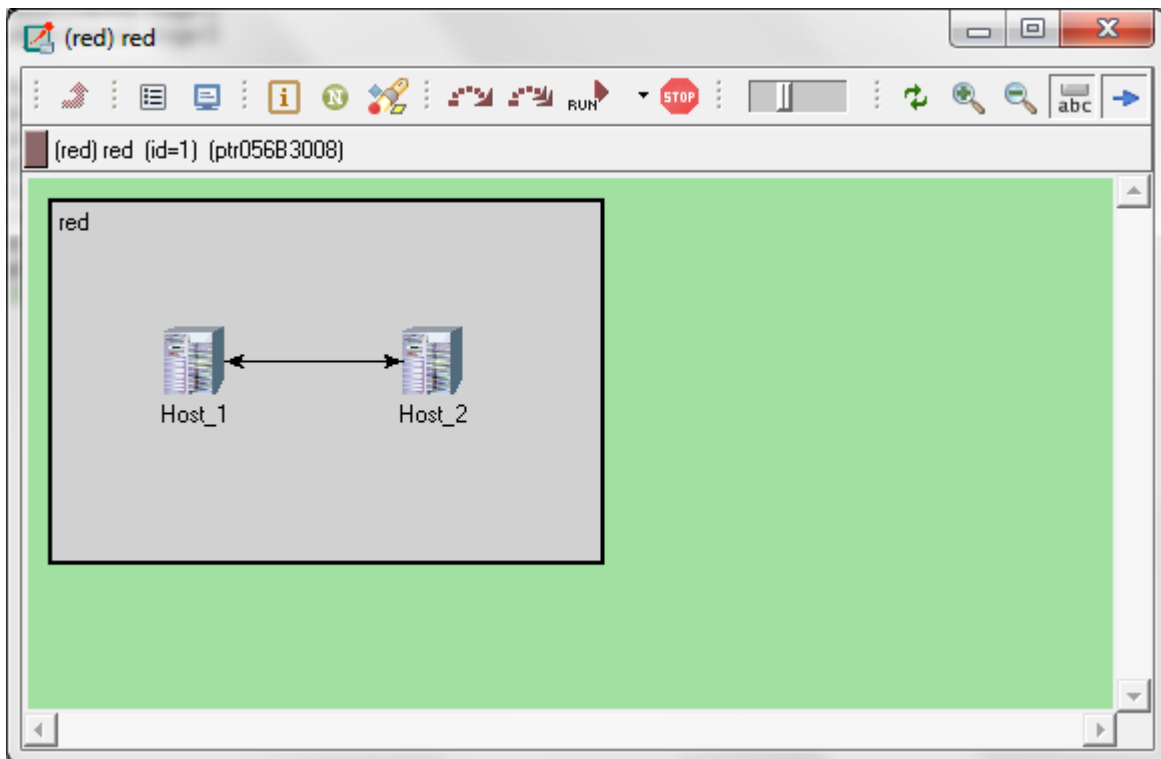 (red) red
i N RUN STOP abc
(red) red (id=1) (ptr056B3008)
red
Host_1 Host_2